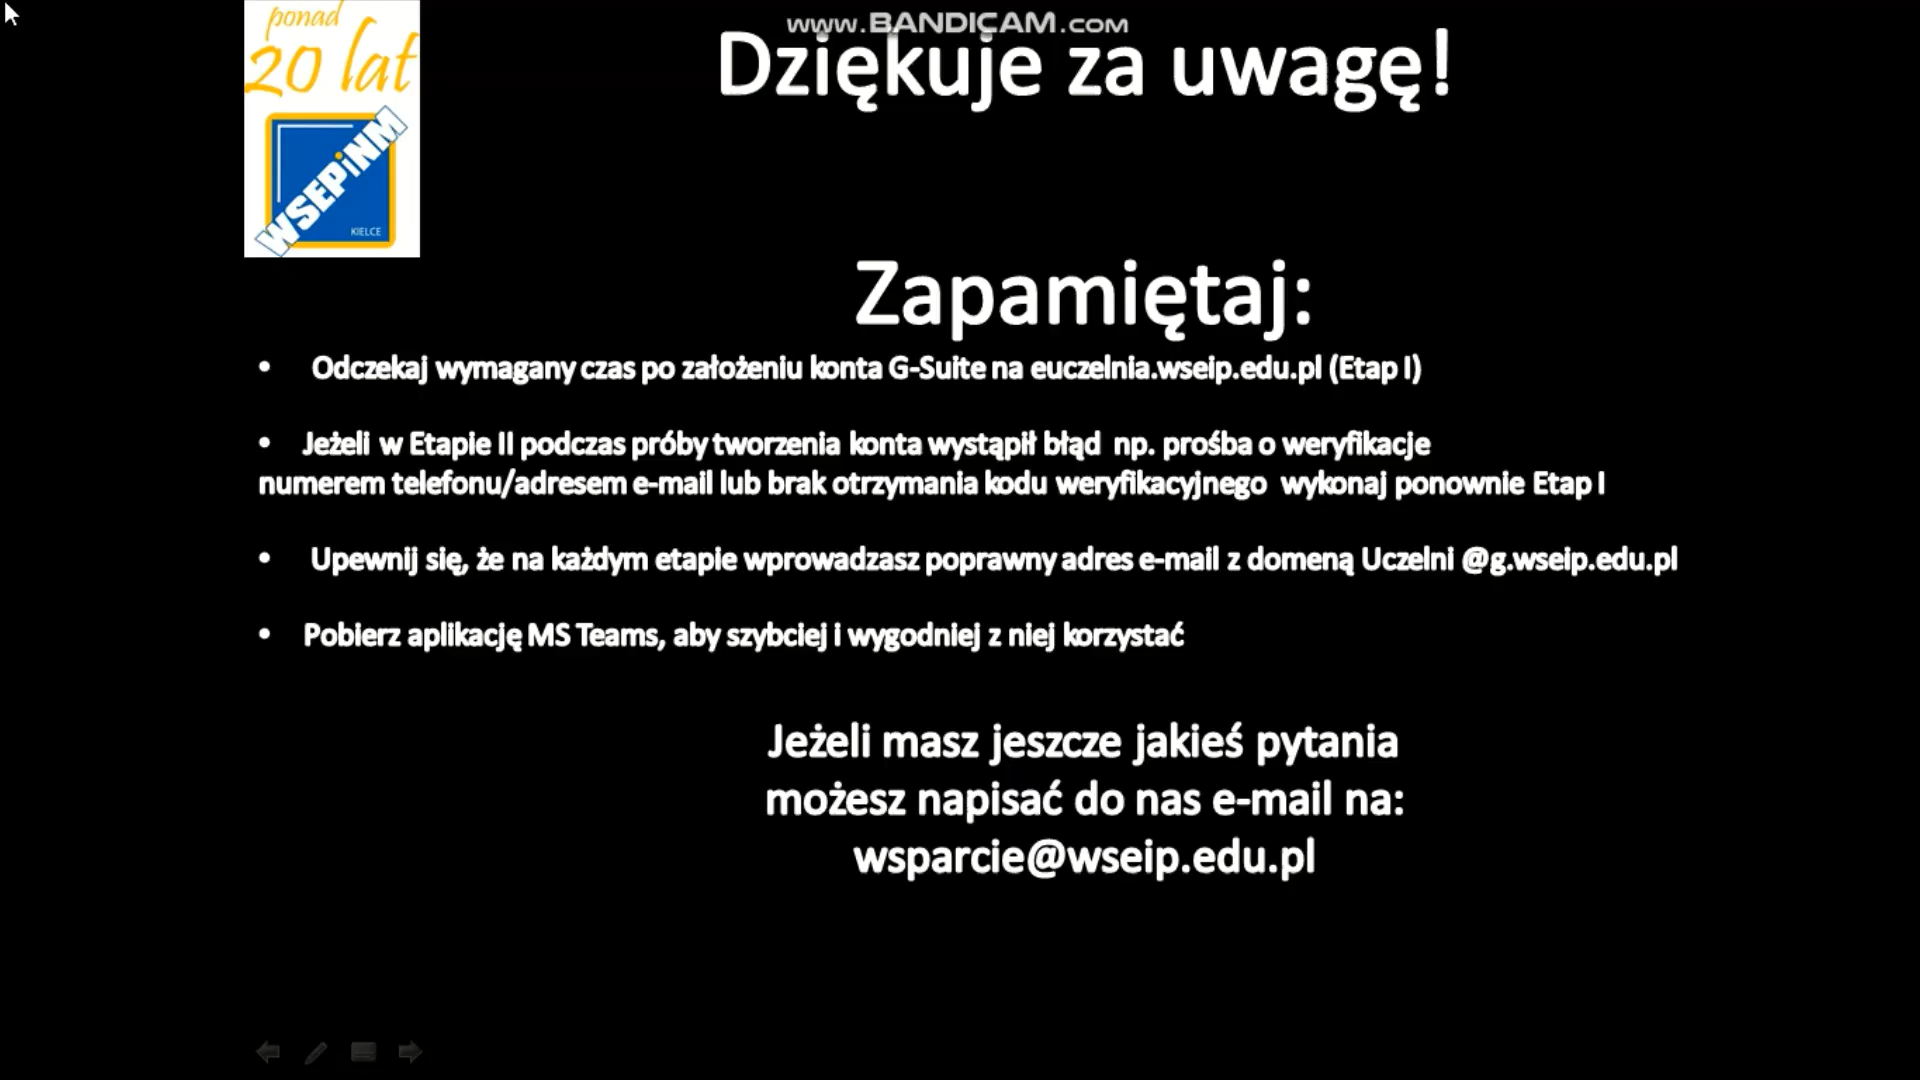 www.BANDICAM.com
ponad
20 lat
WSEPiNM
KIELCE
Dziękuje za uwagę!
Zapamiętaj:
• Odczekaj wymagany czas po założeniu konta G-Suite na euczelnia.wseip.edu.pl (Etap I)
• Jeżeli w Etapie II podczas próby tworzenia konta wystąpił błąd np. prośba o weryfikacje
numerem telefonu/adresem e-mail lub brak otrzymania kodu weryfikacyjnego wykonaj ponownie Etap I
• Upewnij się, że na każdym etapie wprowadzasz poprawny adres e-mail z domeną Uczelni @g.wseip.edu.pl
• Pobierz aplikację MS Teams, aby szybciej i wygodniej z niej korzystać
Jeżeli masz jeszcze jakieś pytania
możesz napisać do nas e-mail na:
wsparcie@wseip.edu.pl